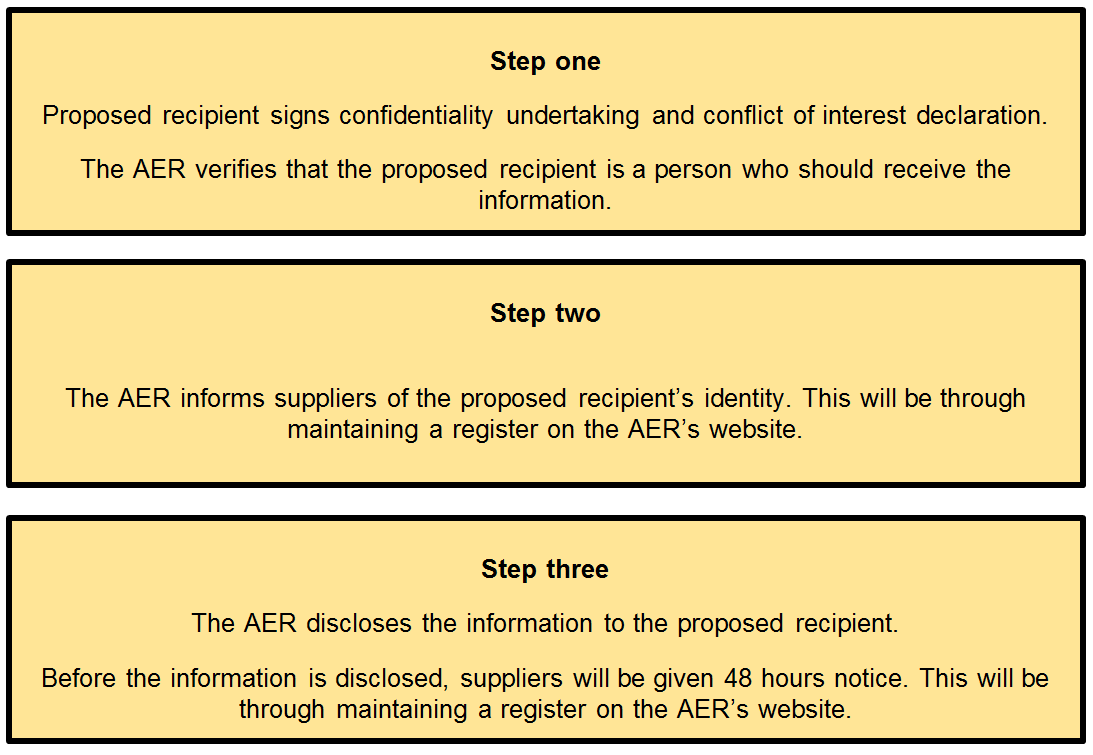 Step one
Proposed recipient signs confidentiality undertaking and conflict of interest declaration.
The AER verifies that the proposed recipient is a person who should receive the
information.
Step two
The AER informs suppliers of the proposed recipient’s identity. This will be through
maintaining a register on the AER’s website.
Step three
The AER discloses the information to the proposed recipient.
Before the information is disclosed, suppliers will be given 48 hours notice. This will be
through maintaining a register on the AER’s website.